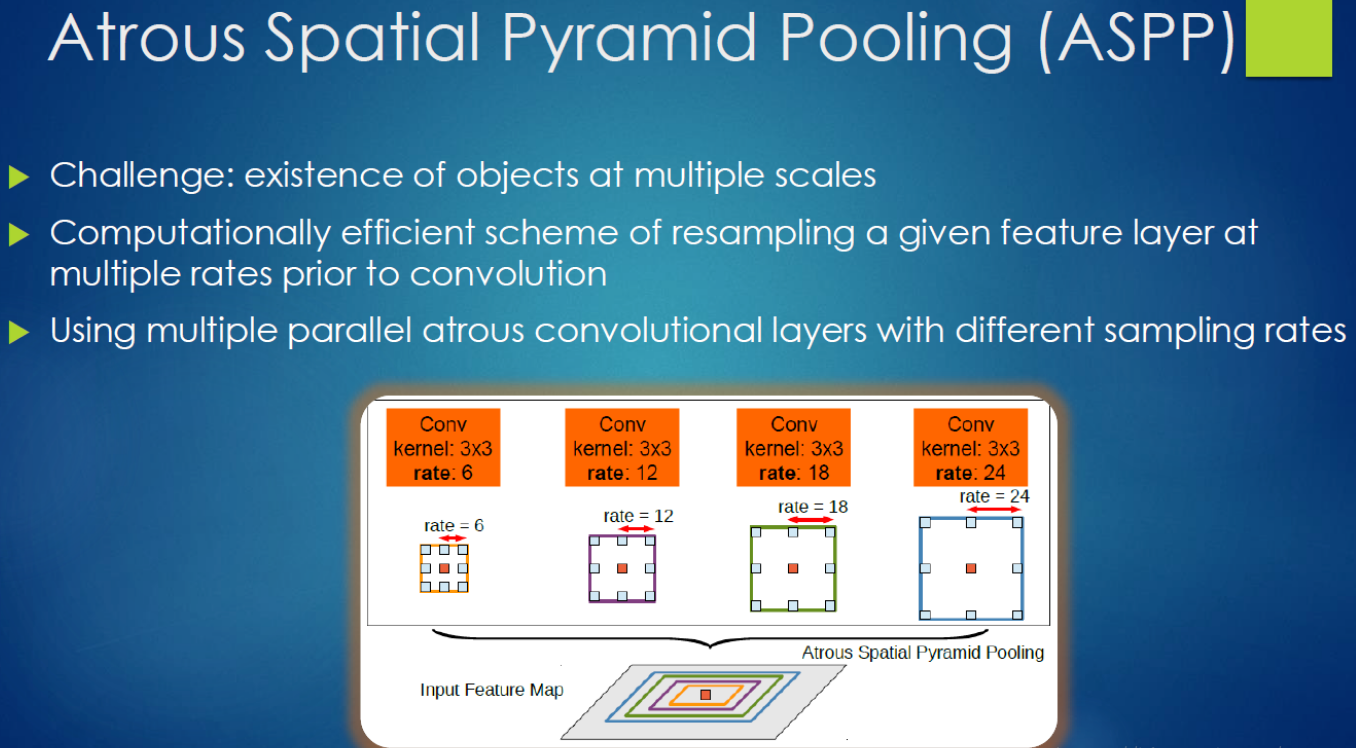 Atrous Spatial Pyramid Pooling (ASPP)
Challenge: existence of objects at multiple scales
Computationally efficient scheme of resampling a given feature layer at
multiple rates prior to convolution
Using multiple parallel atrous convolutional layers with different sampling rates
Conv
kernel: 3x3
rate: 6
Conv
kernel: 3x3
rate: 12
Conv
kernel: 3x3
rate: 18
Conv
kernel: 3x3
rate: 24
rate = 6
rate = 12
rate = 18
rate = 24
Atrous Spatial Pyramid Pooling
Input Feature Map